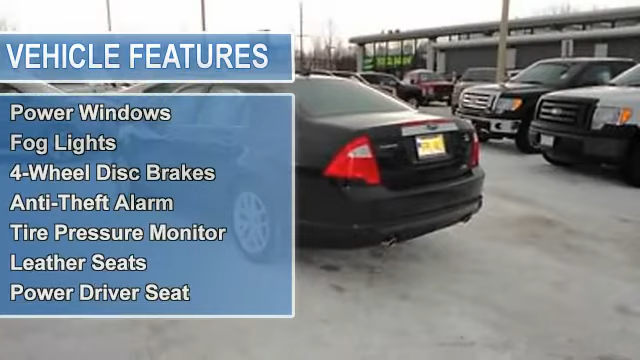 VEHICLE FEATURES
Power Windows
Fog Lights
4-Wheel Disc Brakes
Anti-Theft Alarm
Tire Pressure Monitor
Leather Seats
Power Driver Seat